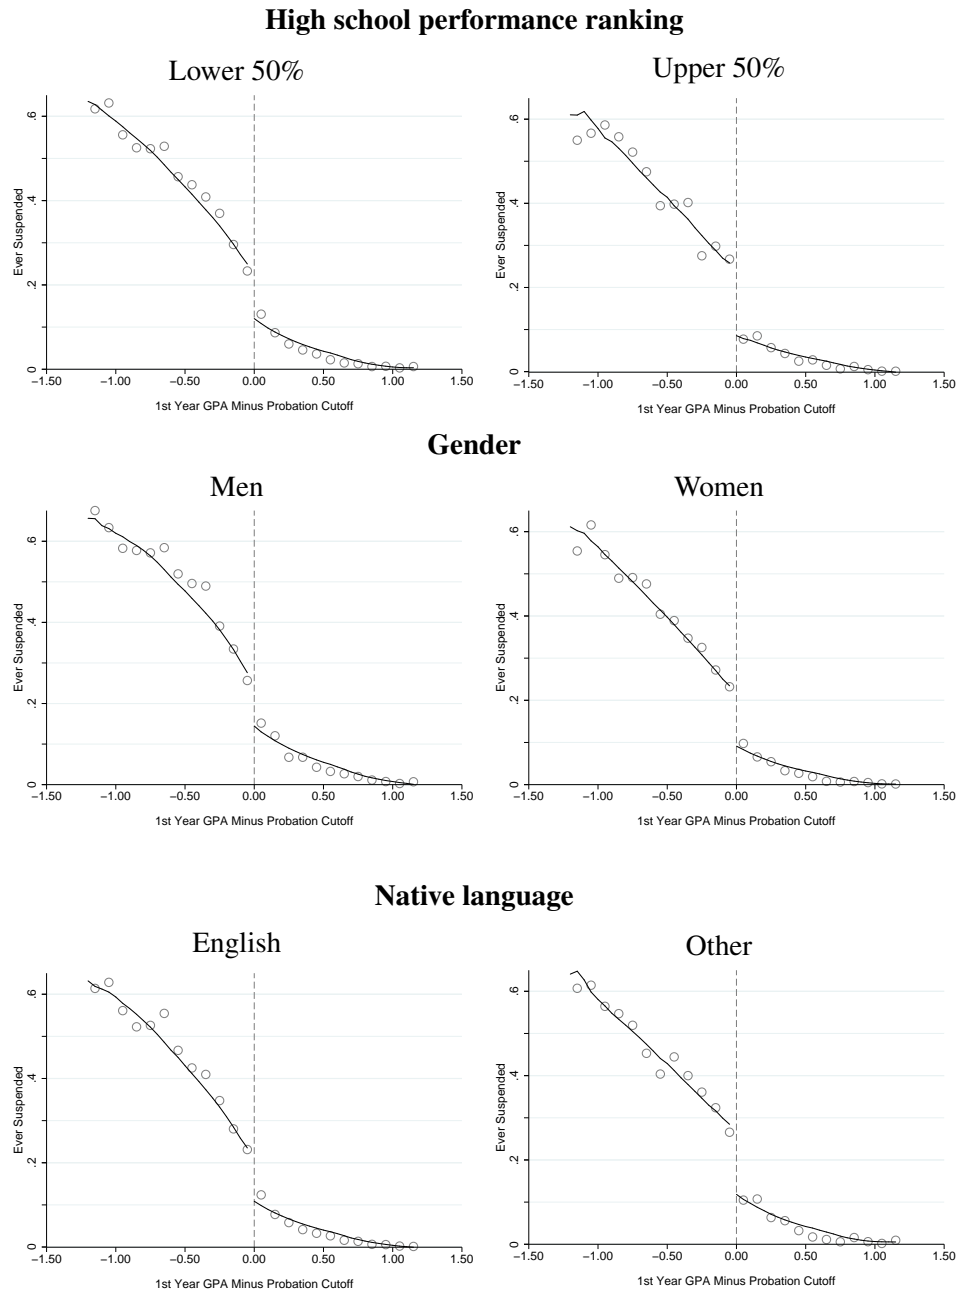 High school performance ranking
Lower 50%
Upper 50%
Ever Suspended
.6
.4
.2
0
−1.50 −1.00 −0.50 0.00 0.50 1.00 1.50
1st Year GPA Minus Probation Cutoff
Ever Suspended
.6
.4
.2
0
−1.50 −1.00 −0.50 0.00 0.50 1.00 1.50
1st Year GPA Minus Probation Cutoff
Gender
Men
Women
Ever Suspended
.6
.4
.2
0
−1.50 −1.00 −0.50 0.00 0.50 1.00 1.50
1st Year GPA Minus Probation Cutoff
Ever Suspended
.6
.4
.2
0
−1.50 −1.00 −0.50 0.00 0.50 1.00 1.50
1st Year GPA Minus Probation Cutoff
Native language
English
Other
Ever Suspended
.6
.4
.2
0
−1.50 −1.00 −0.50 0.00 0.50 1.00 1.50
1st Year GPA Minus Probation Cutoff
Ever Suspended
.6
.4
.2
0
−1.50 −1.00 −0.50 0.00 0.50 1.00 1.50
1st Year GPA Minus Probation Cutoff